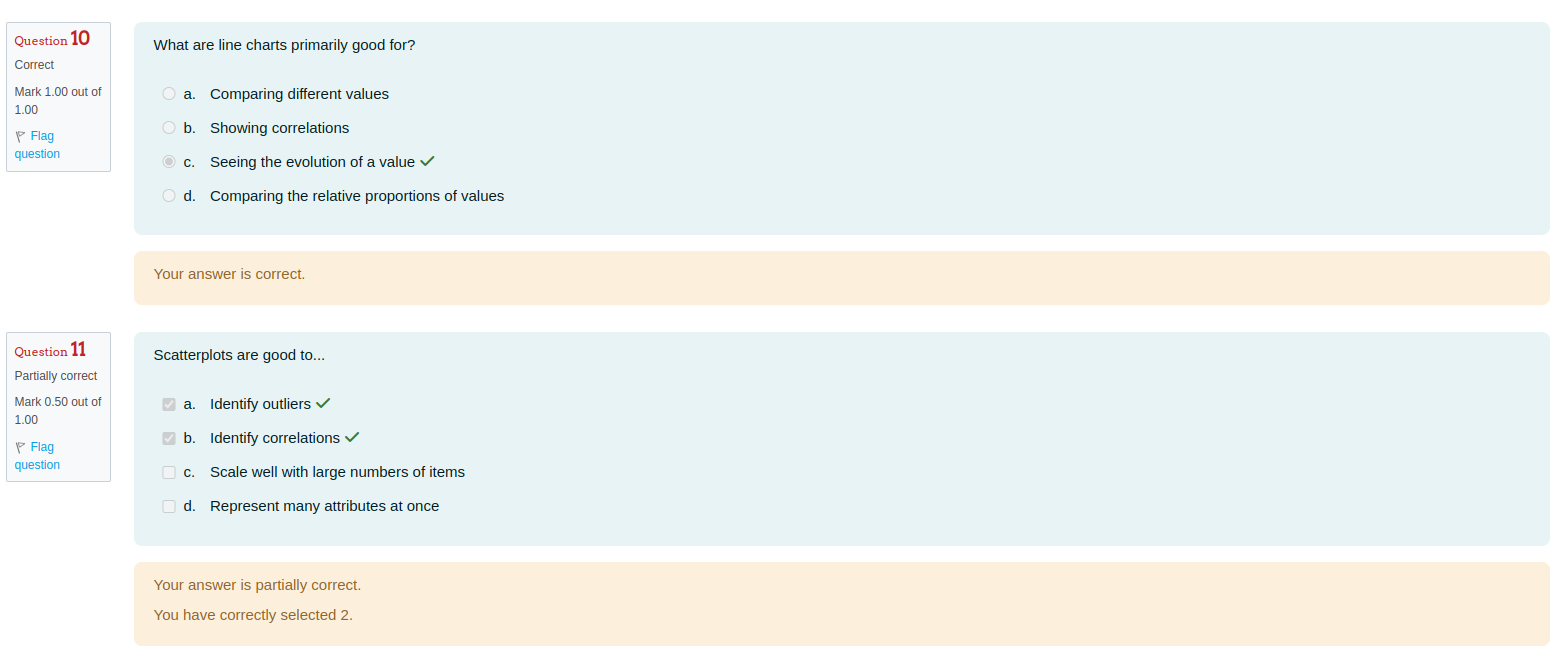 Question 10
Correct
Mark 1.00 out of
1.00
Flag
question
What are line charts primarily good for?
a. Comparing different values
b. Showing correlations
c. Seeing the evolution of a value
d. Comparing the relative proportions of values
Your answer is correct.
Question 11
Partially correct
Mark 0.50 out of
1.00
Flag
question
Scatterplots are good to...
a. Identify outliers
b. Identify correlations
c. Scale well with large numbers of items
d. Represent many attributes at once
Your answer is partially correct.
You have correctly selected 2.